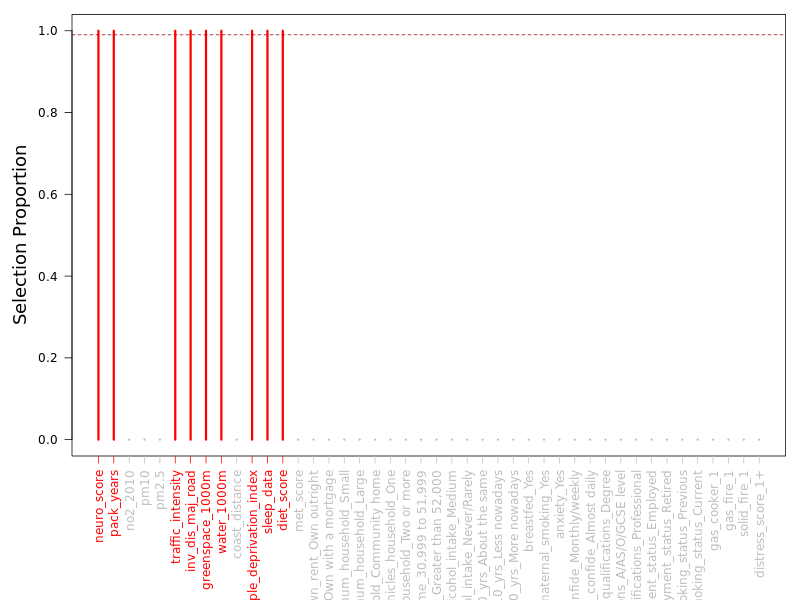 Selection Proportion
1.0
0.8
0.6
0.4
0.2
0.0
neuro_score
pack_years
no2_2010
pm10
pm2.5
traffic_intensity
inv_dis_maj_road
greenspace_1000m
water_1000m
coast_distance
ple_deprivation_index
sleep_data
diet_score
met_score
wn_rent_Own outright
Own with a mortgage
um_household_Small
um_household_Large
old_Community home
nicles_household_One
usehold_Two or more
me_30,999 to 51,999
_Greater than 52,000
cohol_intake_Medium
l_intake_Never/Rarely
0_yrs_About the same
0_yrs_Less nowadays
0_yrs_More nowadays
breastfed_Yes
naternal_smoking_Yes
anxiety_Yes
nfide_Monthly/Weekly
_confide_Almost daily
qualifications_Degree
ns_A/AS/O/GCSE level
ifications_Professional
ent_status_Employed
yment_status_Retired
oking_status_Previous
noking_status_Current
gas_cooker_1
gas_fire_1
solid_fire_1
distress_score_1+